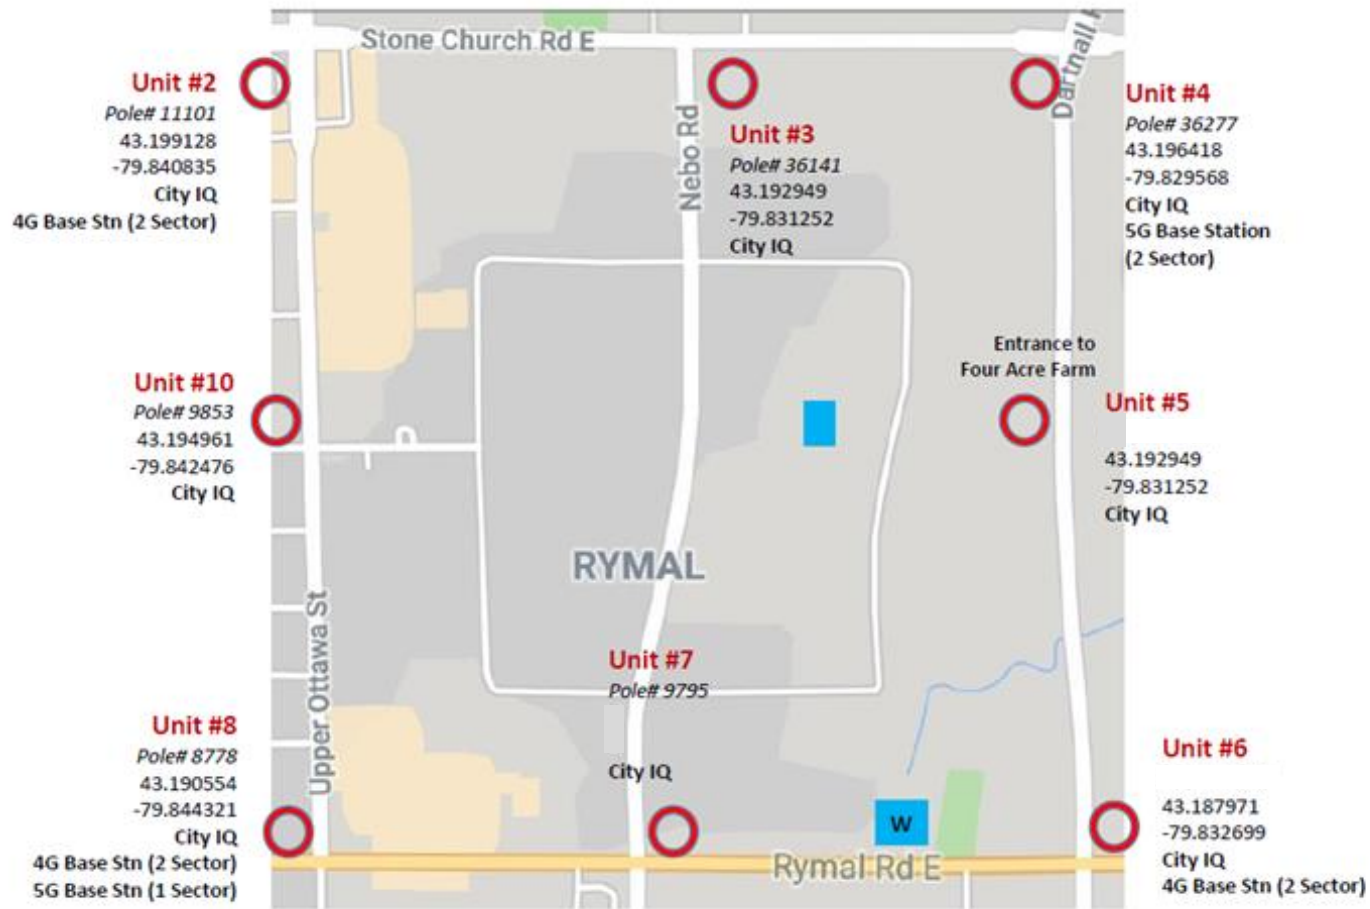 Stone Church Rd E
Dartnall R
Unit #2
Pole# 11101
43.199128
-79.840835
City IQ
4G Base Stn (2 Sector)
Nebo Rd
Unit #3
Pole# 36141
43.192949
-79.831252
City IQ
Unit #4
Pole# 36277
43.196418
-79.829568
City IQ
5G Base Station
(2 Sector)
Unit #10
Pole# 9853
43.194961
-79.842476
City IQ
Entrance to
Four Acre Farm
Unit #5
43.192949
-79.831252
City IQ
RYMAL
Upper Ottawa St
Unit #8
Pole# 8778
43.190554
-79.844321
City IQ
4G Base Stn (2 Sector)
5G Base Stn (1 Sector)
Unit #7
Pole# 9795
City IQ
W
Rymal Rd E
Unit #6
43.187971
-79.832699
City IQ
4G Base Stn (2 Sector)